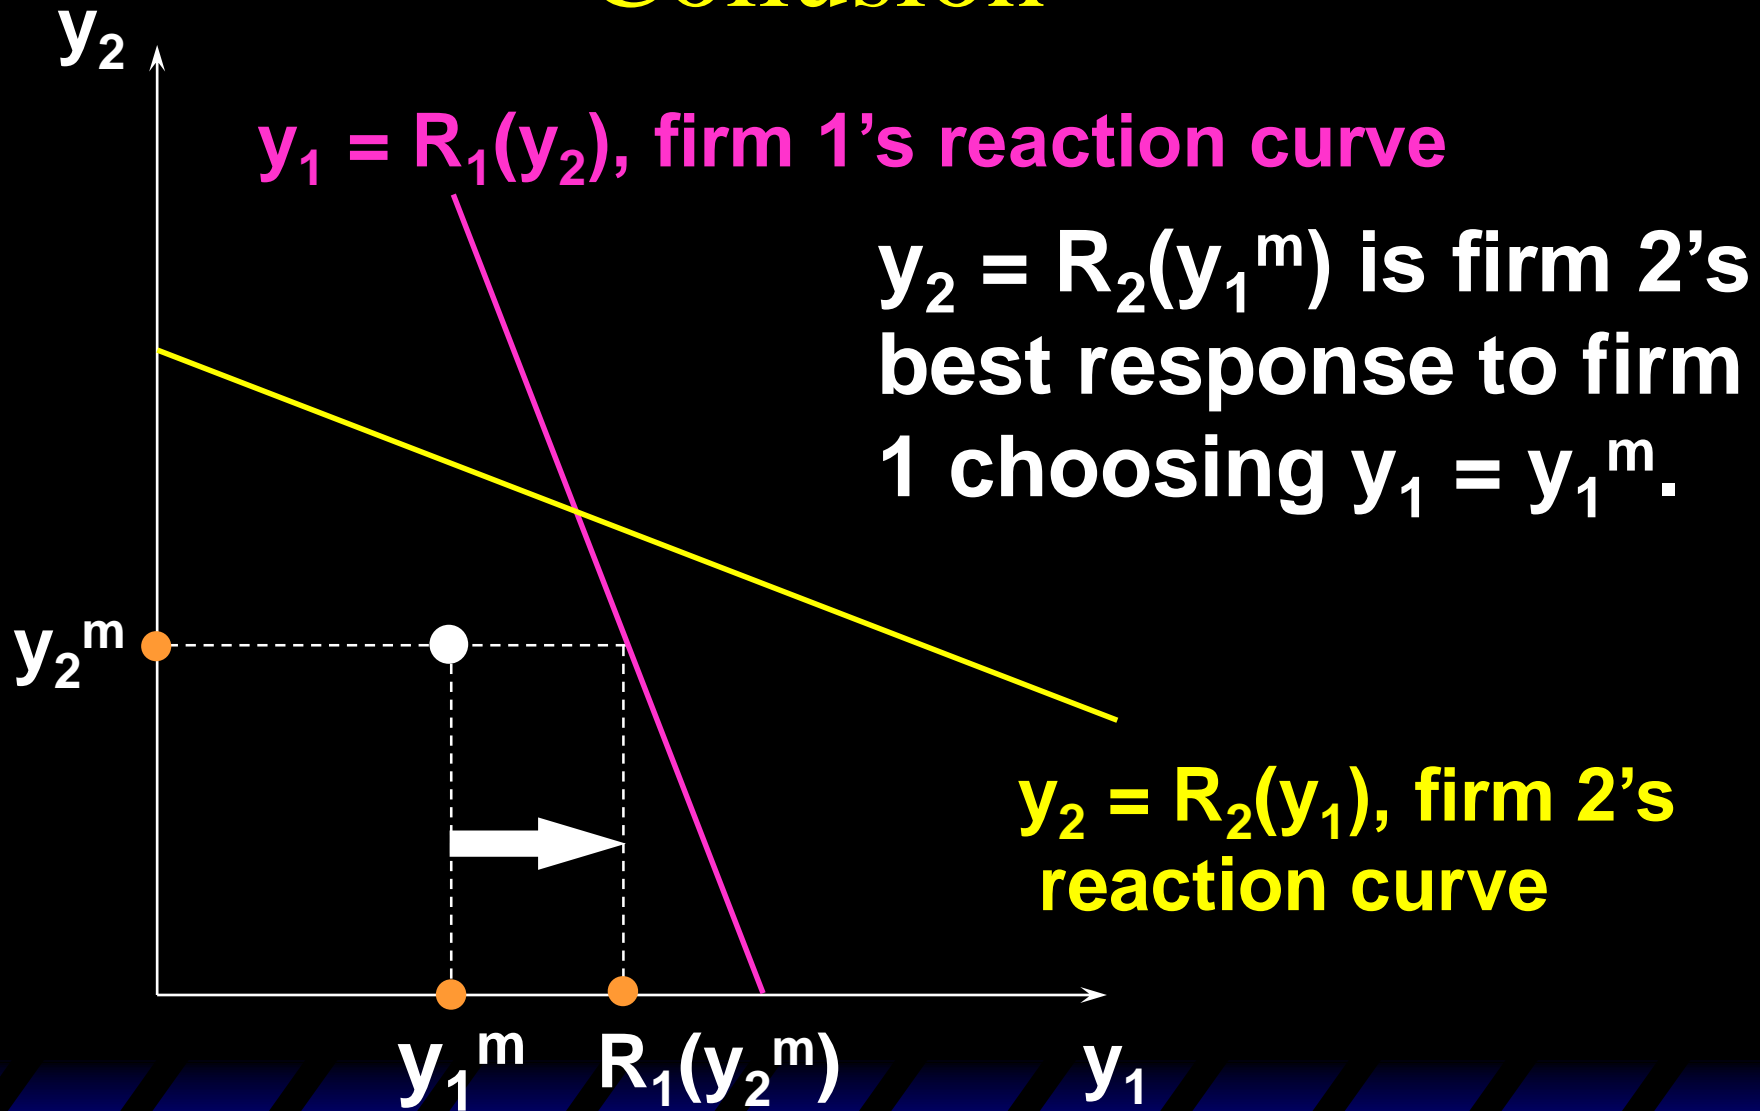 Collusion
y₂
y₁ = R₁(y₂), firm 1’s reaction curve
y₂ = R₂(y₁ᵐ) is firm 2’s
best response to firm
1 choosing y₁ = y₁ᵐ.
y₂ᵐ
y₂ = R₂(y₁), firm 2’s
reaction curve
y₁ᵐ
R₁(y₂ᵐ)
y₁